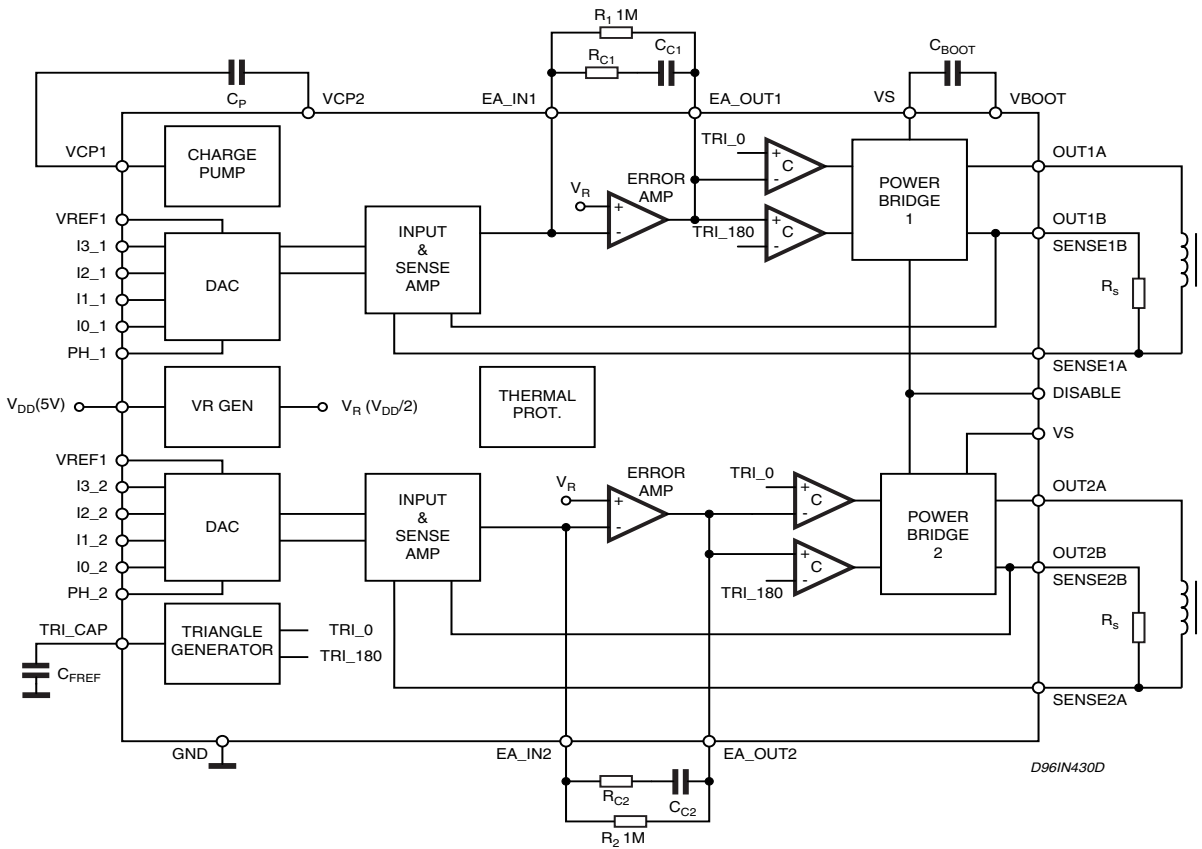 R1 1M
RC1
CC1
CBOOT
CP
VCP2
EA_IN1
EA_OUT1
VS
VBOOT
VCP1
CHARGE
PUMP
TRI_0
+
-
C
OUT1A
VREF1
I3_1
I2_1
I1_1
I0_1
PH_1
DAC
INPUT
&
SENSE
AMP
VR
ERROR
AMP
+
-
TRI_180
+
-
C
POWER
BRIDGE
1
OUT1B
SENSE1B
Rs
SENSE1A
VDD(5V)
VR GEN
VR (VDD/2)
THERMAL
PROT.
DISABLE
VS
VREF1
I3_2
I2_2
I1_2
I0_2
PH_2
DAC
INPUT
&
SENSE
AMP
VR
ERROR
AMP
+
-
TRI_0
+
-
C
TRI_180
+
-
C
POWER
BRIDGE
2
OUT2A
OUT2B
SENSE2B
Rs
SENSE2A
TRI_CAP
TRIANGLE
GENERATOR
TRI_0
TRI_180
CFREF
GND
EA_IN2
EA_OUT2
D96IN430D
RC2
CC2
R2 1M